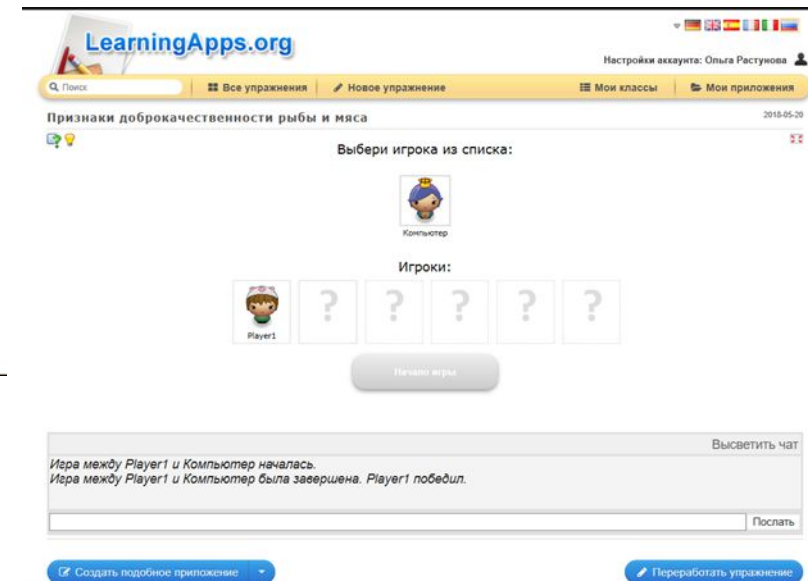 LearningApps.org
Настройки аккаунта: Ольга Растунова
Поиск
Все упражнения
Новое упражнение
Мои классы
Мои приложения
Признаки доброкачественности рыбы и мяса
2018-05-20
Выбери игрока из списка:
Компьютер
Игроки:
? ? ? ? ?
Player1
Начало игры
Высветить чат
Игра между Player1 и Компьютер началась.
Игра между Player1 и Компьютер была завершена. Player1 победил.
Послать
Создать подобное приложение
Переработать упражнение